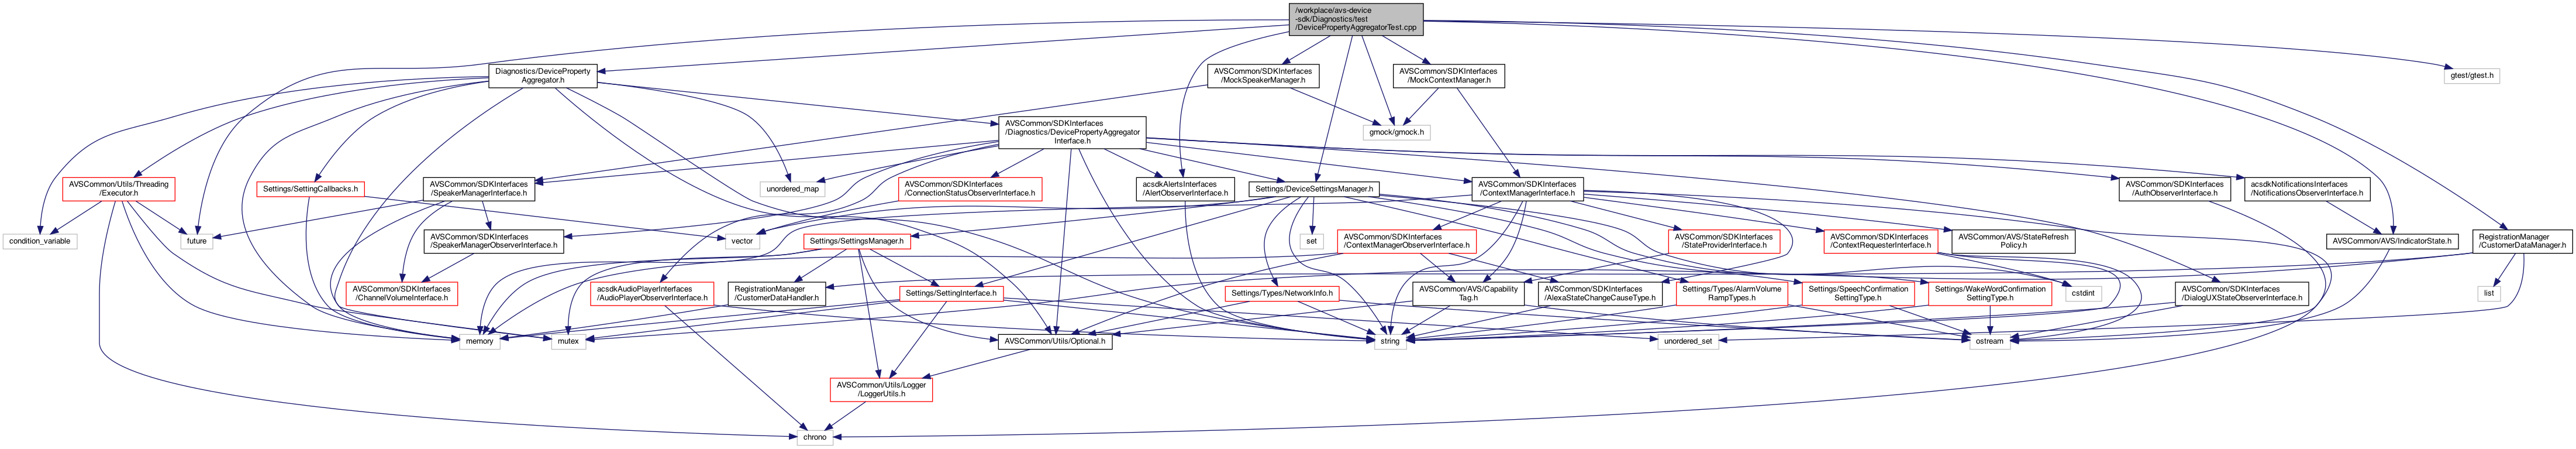 /workplace/avs-device
-sdk/Diagnostics/test
/DevicePropertyAggregatorTest.cpp
Diagnostics/DeviceProperty
Aggregator.h
AVSCommon/SDKInterfaces
/MockSpeakerManager.h
AVSCommon/SDKInterfaces
/MockContextManager.h
gtest/gtest.h
AVSCommon/SDKInterfaces
/Diagnostics/DevicePropertyAggregator
Interface.h
gmock/gmock.h
AVSCommon/Utils/Threading
/Executor.h
Settings/SettingCallbacks.h
AVSCommon/SDKInterfaces
/SpeakerManagerInterface.h
unordered_map
AVSCommon/SDKInterfaces
/ConnectionStatusObserverInterface.h
acsdkAlertsInterfaces
/AlertObserverInterface.h
Settings/DeviceSettingsManager.h
AVSCommon/SDKInterfaces
/ContextManagerInterface.h
AVSCommon/SDKInterfaces
/AuthObserverInterface.h
acsdkNotificationsInterfaces
/NotificationsObserverInterface.h
condition_variable
future
AVSCommon/SDKInterfaces
/SpeakerManagerObserverInterface.h
vector
Settings/SettingsManager.h
set
AVSCommon/SDKInterfaces
/ContextManagerObserverInterface.h
AVSCommon/SDKInterfaces
/StateProviderInterface.h
AVSCommon/SDKInterfaces
/ContextRequesterInterface.h
AVSCommon/AVS/StateRefresh
Policy.h
AVSCommon/AVS/IndicatorState.h
RegistrationManager
/CustomerDataManager.h
AVSCommon/SDKInterfaces
/ChannelVolumeInterface.h
acsdkAudioPlayerInterfaces
/AudioPlayerObserverInterface.h
RegistrationManager
/CustomerDataHandler.h
Settings/SettingInterface.h
Settings/Types/NetworkInfo.h
AVSCommon/AVS/Capability
Tag.h
AVSCommon/SDKInterfaces
/AlexaStateChangeCauseType.h
Settings/Types/AlarmVolume
RampTypes.h
Settings/SpeechConfirmation
SettingType.h
Settings/WakeWordConfirmation
SettingType.h
cstdint
AVSCommon/SDKInterfaces
/DialogUXStateObserverInterface.h
list
memory
mutex
AVSCommon/Utils/Optional.h
string
unordered_set
ostream
AVSCommon/Utils/Logger
/LoggerUtils.h
chrono